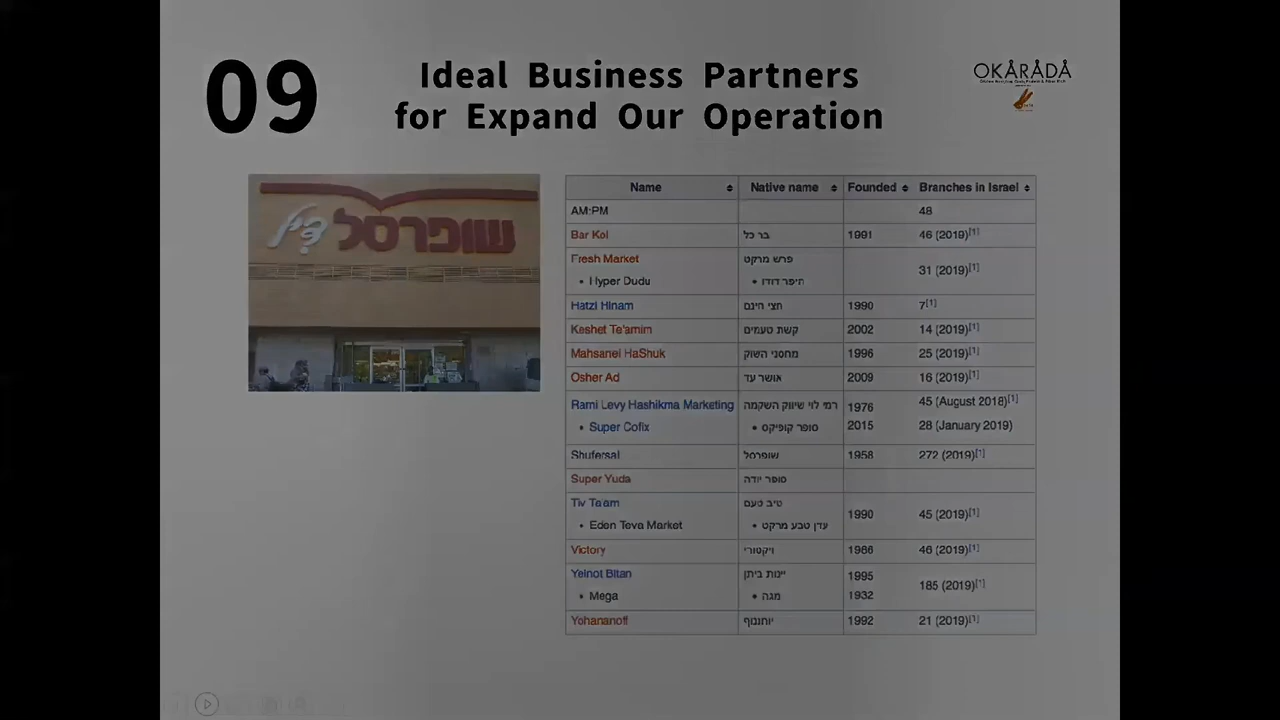 09
Ideal Business Partners
for Expand Our Operation
OKÅRÅDÅ
שופרסל דיל
Name Native name Founded Branches in Israel
AM:PM 48
Bar Kol בר כל 1991 46 (2019)[1]
Fresh Market פרש מרקט
31 (2019)[1]
• Hyper Dudu • היפר דודו
Hatzi Hinam חצי חינם 1990 7[1]
Keshet Te'amim קשת טעמים 2002 14 (2019)[1]
Mahsanei HaShuk מחסני השוק 1996 25 (2019)[1]
Osher Ad אושר עד 2009 16 (2019)[1]
Rami Levy Hashikma Marketing רמי לוי שיווק השקמה 1976 45 (August 2018)[1]
• Super Cofix • סופר קופיקס 2015 28 (January 2019)
Shufersal שופרסל 1958 272 (2019)[1]
Super Yuda סופר יודה
Tiv Ta'am טיב טעם
1990 45 (2019)[1]
• Eden Teva Market • עדן טבע מרקט
Victory ויקטורי 1986 46 (2019)[1]
Yeinot Bitan יינות ביתן 1995
185 (2019)[1]
• Mega • מגה 1932
Yohananoff יוחננוף 1992 21 (2019)[1]